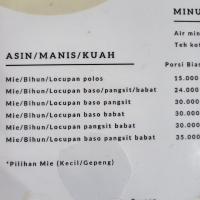 MINU
Air min
Teh ko
ASIN/MANIS/KUAH
Porsi Bias
Mie/Bihun/Locupan polos 15.000
Mie/Bihun/Locupan baso/pangsit/babat 24.000
Mie/Bihun/Locupan baso pangsit 30.000
Mie/Bihun/Locupan baso babat 30.000
Mie/Bihun/Locupan pangsit babat 30.000
Mie/Bihun/Locupan baso pangsit babat 35.000
*Pilihan Mie (Kecil/Gepeng)